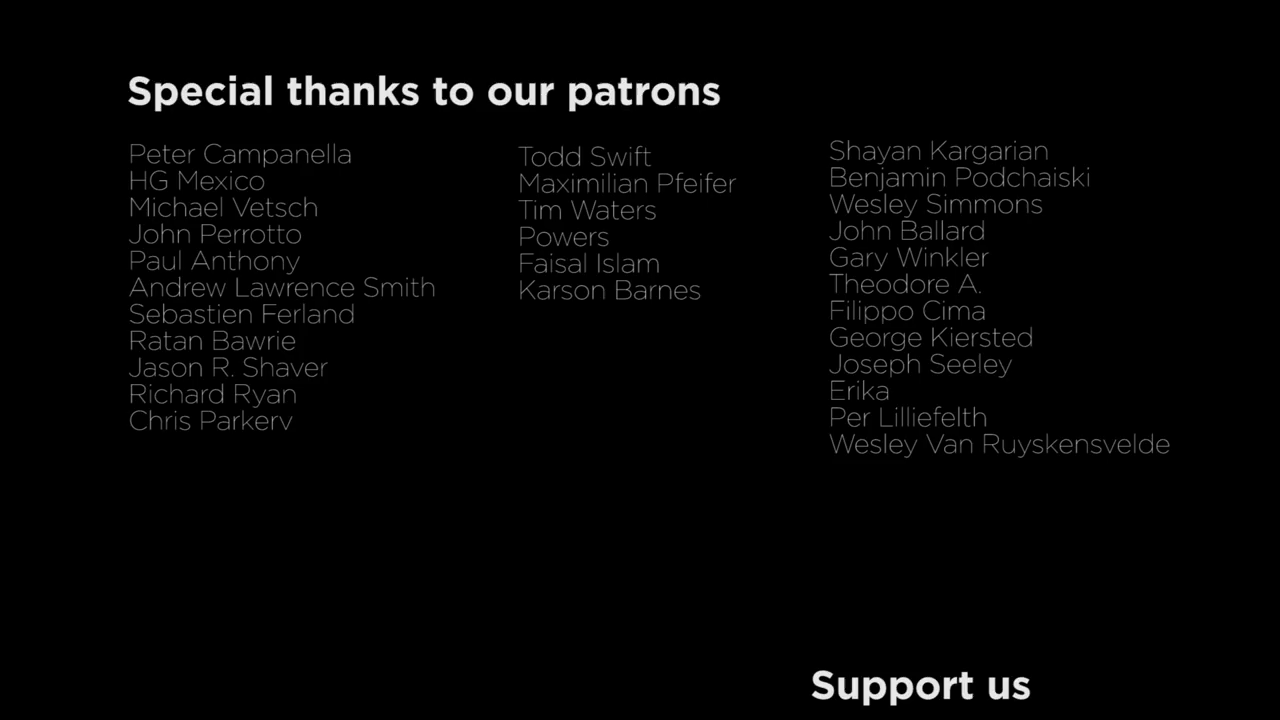 Special thanks to our patrons
Peter Campanella
HG Mexico
Michael Vetsch
John Perrotto
Paul Anthony
Andrew Lawrence Smith
Sebastien Ferland
Ratan Bawrie
Jason R. Shaver
Richard Ryan
Chris Parkerv
Todd Swift
Maximilian Pfeifer
Tim Waters
Powers
Faisal Islam
Karson Barnes
Shayan Kargarian
Benjamin Podchaiski
Wesley Simmons
John Ballard
Gary Winkler
Theodore A.
Filippo Cima
George Kiersted
Joseph Seeley
Erika
Per Lilliefelth
Wesley Van Ruyskensvelde
Support us